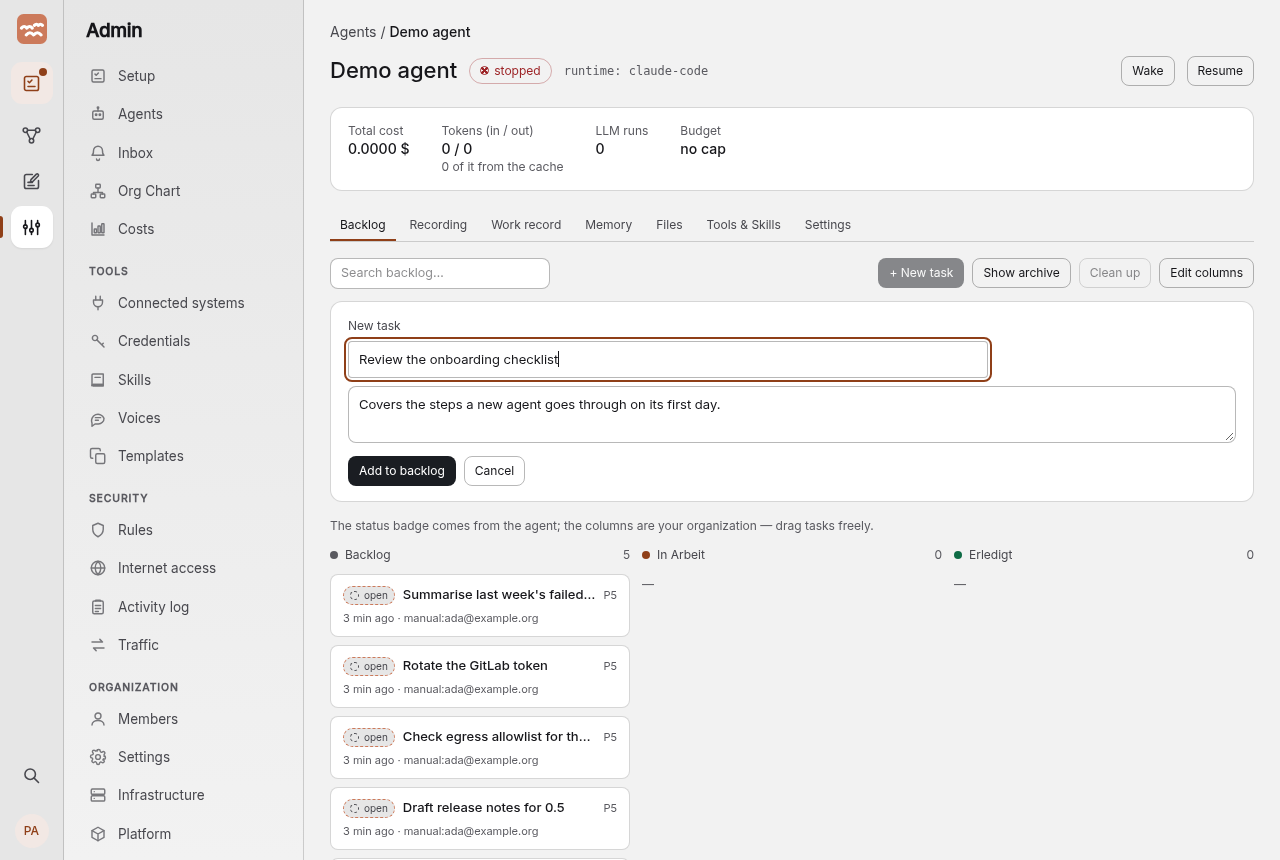 Admin
Setup
Agents
Inbox
Org Chart
Costs
TOOLS
Connected systems
Credentials
Skills
Voices
Templates
SECURITY
Rules
Internet access
Activity log
Traffic
ORGANIZATION
Members
Settings
Infrastructure
Platform
PA
Agents / Demo agent
Demo agent stopped runtime: claude-code Wake Resume
Total cost Tokens (in / out) LLM runs Budget
0.0000 $ 0 / 0 0 no cap
0 of it from the cache
Backlog Recording Work record Memory Files Tools & Skills Settings
Search backlog... + New task Show archive Clean up Edit columns
New task
Review the onboarding checklist
Covers the steps a new agent goes through on its first day.
Add to backlog Cancel
The status badge comes from the agent; the columns are your organization — drag tasks freely.
Backlog 5 In Arbeit 0 Erledigt 0
— —
open Summarise last week's failed... P5
3 min ago · manual:ada@example.org
open Rotate the GitLab token P5
3 min ago · manual:ada@example.org
open Check egress allowlist for th... P5
3 min ago · manual:ada@example.org
open Draft release notes for 0.5 P5
3 min ago · manual:ada@example.org